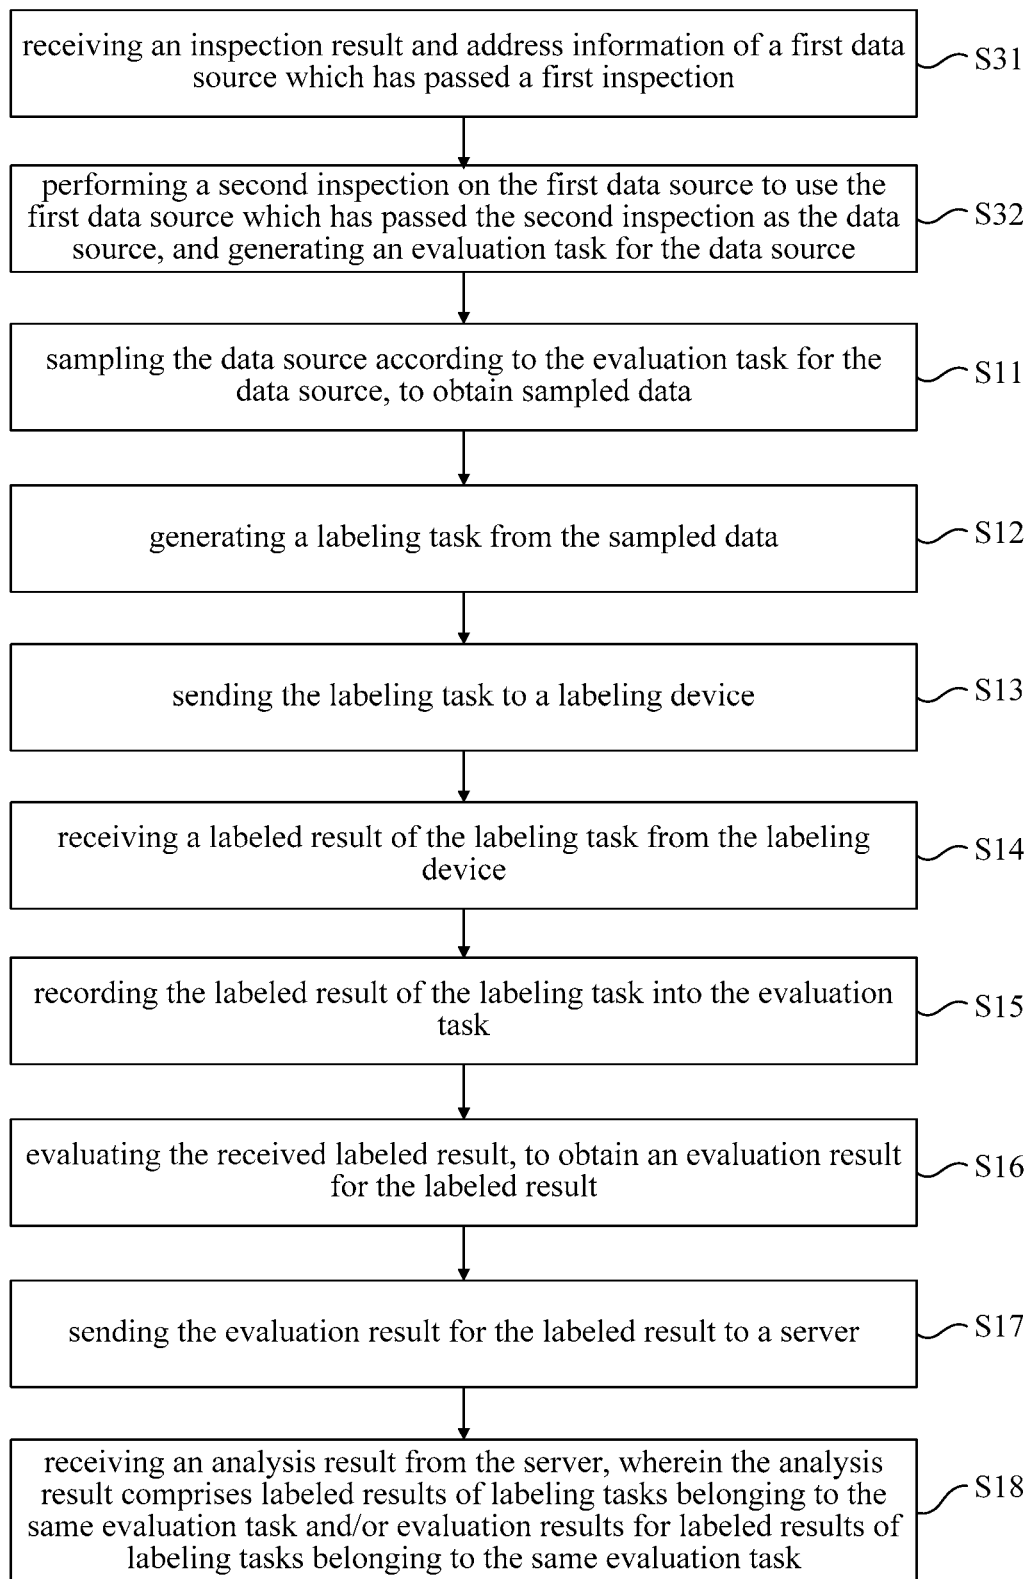 receiving an inspection result and address information of a first data
source which has passed a first inspection
S31
performing a second inspection on the first data source to use the
first data source which has passed the second inspection as the data
source, and generating an evaluation task for the data source
S32
sampling the data source according to the evaluation task for the
data source, to obtain sampled data
S11
generating a labeling task from the sampled data
S12
sending the labeling task to a labeling device
S13
receiving a labeled result of the labeling task from the labeling
device
S14
recording the labeled result of the labeling task into the evaluation
task
S15
evaluating the received labeled result, to obtain an evaluation result
for the labeled result
S16
sending the evaluation result for the labeled result to a server
S17
receiving an analysis result from the server, wherein the analysis
result comprises labeled results of labeling tasks belonging to the
same evaluation task and/or evaluation results for labeled results of
labeling tasks belonging to the same evaluation task
S18